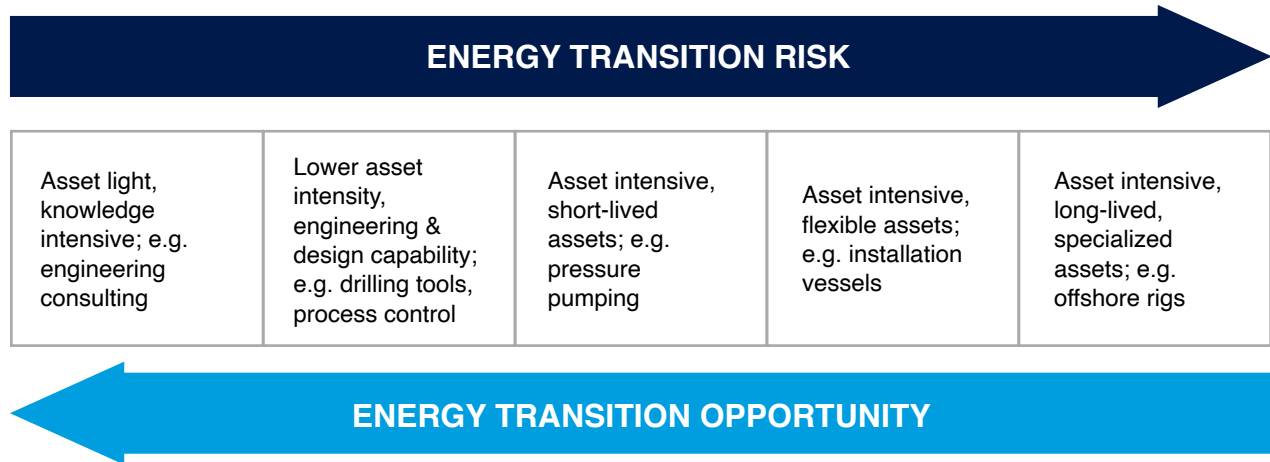 ENERGY TRANSITION RISK
Asset light,
knowledge
intensive; e.g.
engineering
consulting
Lower asset
intensity,
engineering &
design capability;
e.g. drilling tools,
process control
Asset intensive,
short-lived
assets; e.g.
pressure
pumping
Asset intensive,
flexible assets;
e.g. installation
vessels
Asset intensive,
long-lived,
specialized
assets; e.g.
offshore rigs
ENERGY TRANSITION OPPORTUNITY